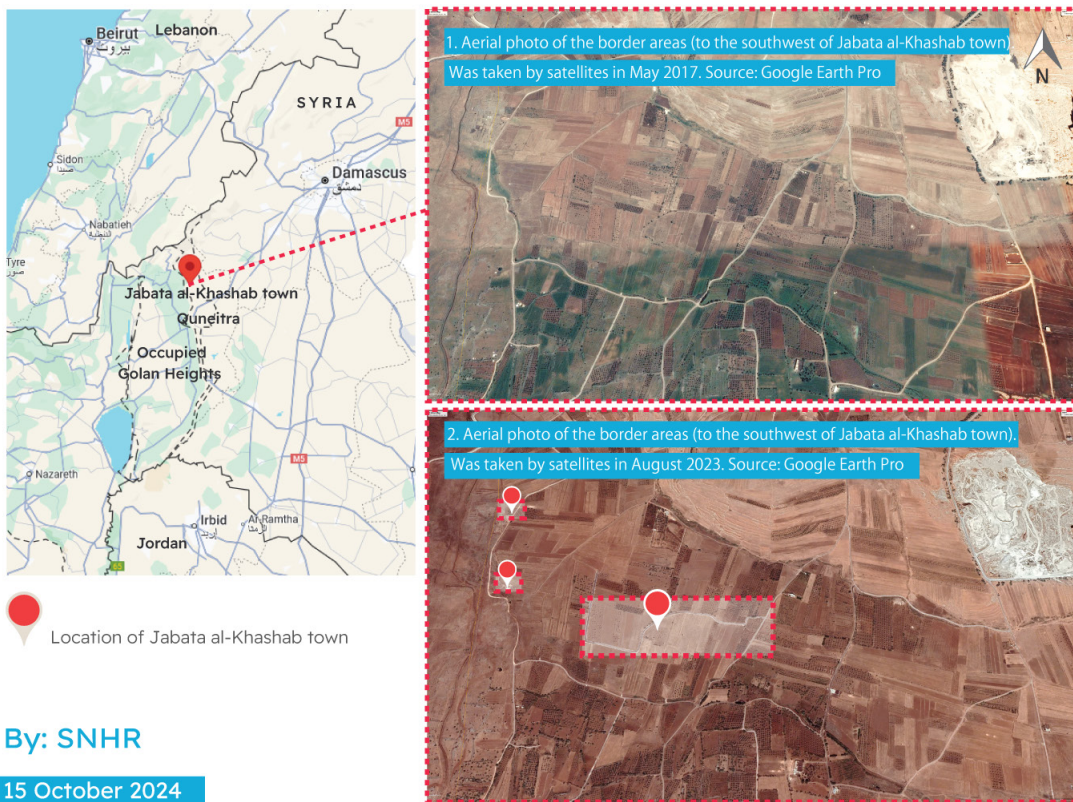 Beirut
بيروت
Lebanon
SYRIA
M5
Sidon
صيدا
Damascus
دمشق
Nabatieh
النبطية
Tyre
صور
Jabata al-Khashab town
Quneitra
Occupied
Golan Heights
M5
Nazareth
Irbid
إربد
Ar-Ramtha
الرمثا
Jordan
65
Location of Jabata al-Khashab town
By: SNHR
15 October 2024
1. Aerial photo of the border areas (to the southwest of Jabata al-Khashab town)
Was taken by satellites in May 2017. Source: Google Earth Pro
N
2. Aerial photo of the border areas (to the southwest of Jabata al-Khashab town).
Was taken by satellites in August 2023. Source: Google Earth Pro